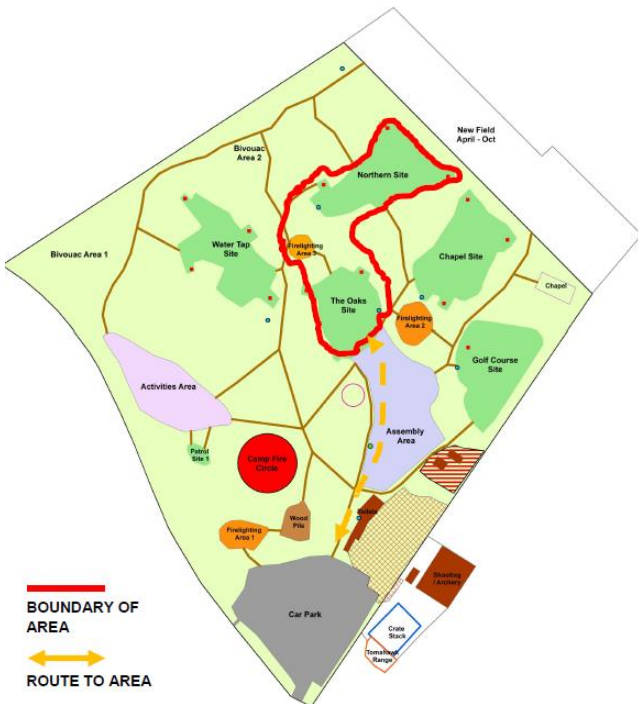 New Field
April - Oct
Bivouac
Area 2
Northern Site
Bivouac Area 1
Water Tap
Site
Firelighting
Area 3
Chapel Site
Chapel
The Oaks
Site
Firelighting
Area 2
Golf Course
Site
Activities Area
Assembly
Area
Patrol
Site 1
Camp Fire
Circle
Wood
Pile
Toilets
Firelighting
Area 1
Shooting
/ Archery
Car Park
Crate
Stack
Tomahawk
Range
BOUNDARY OF
AREA
ROUTE TO AREA